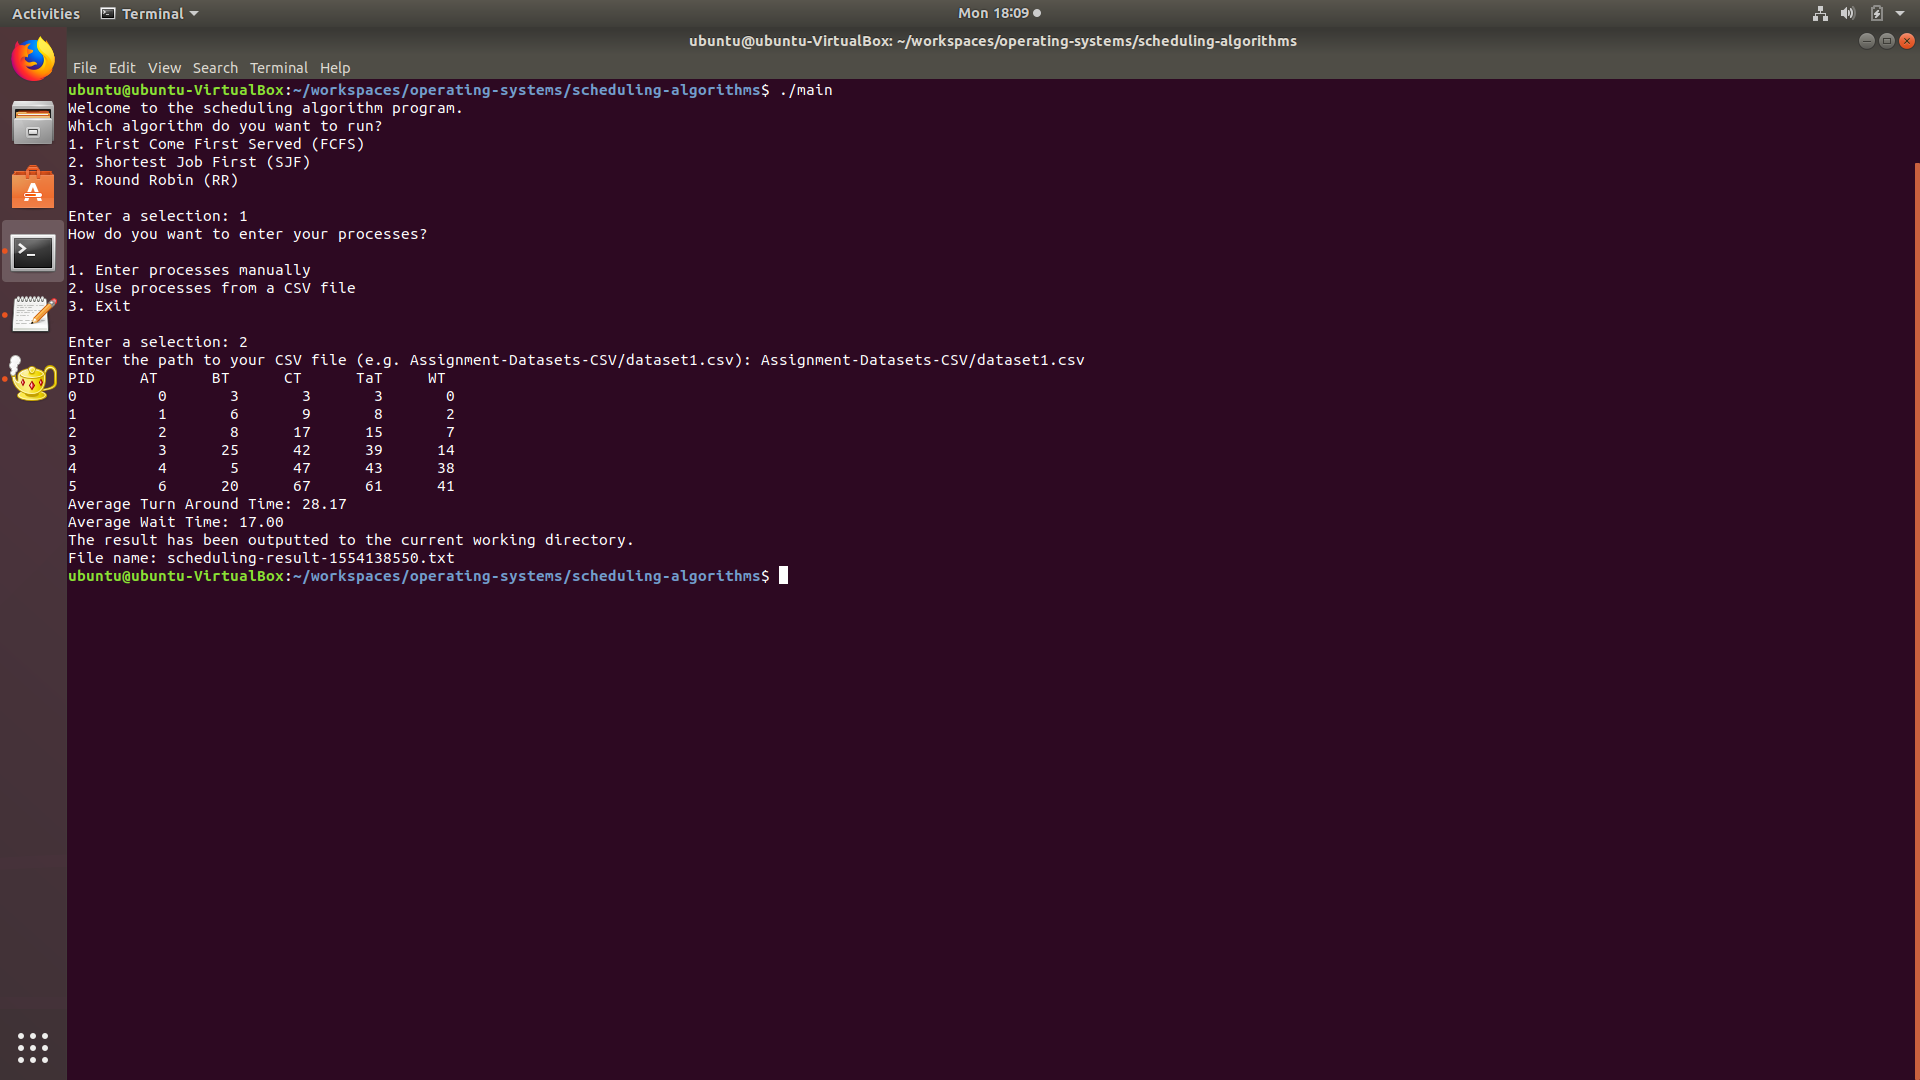 Activities Terminal Mon 18:09
ubuntu@ubuntu-VirtualBox: ~/workspaces/operating-systems/scheduling-algorithms
File Edit View Search Terminal Help
ubuntu@ubuntu-VirtualBox:~/workspaces/operating-systems/scheduling-algorithms$ ./main
Welcome to the scheduling algorithm program.
Which algorithm do you want to run?
1. First Come First Served (FCFS)
2. Shortest Job First (SJF)
3. Round Robin (RR)
Enter a selection: 1
How do you want to enter your processes?
1. Enter processes manually
2. Use processes from a CSV file
3. Exit
Enter a selection: 2
Enter the path to your CSV file (e.g. Assignment-Datasets-CSV/dataset1.csv): Assignment-Datasets-CSV/dataset1.csv
PID AT BT CT TaT WT
0 0 3 3 3 0
1 1 6 9 8 2
2 2 8 17 15 7
3 3 25 42 39 14
4 4 5 47 43 38
5 6 20 67 61 41
Average Turn Around Time: 28.17
Average Wait Time: 17.00
The result has been outputted to the current working directory.
File name: scheduling-result-1554138550.txt
ubuntu@ubuntu-VirtualBox:~/workspaces/operating-systems/scheduling-algorithms$